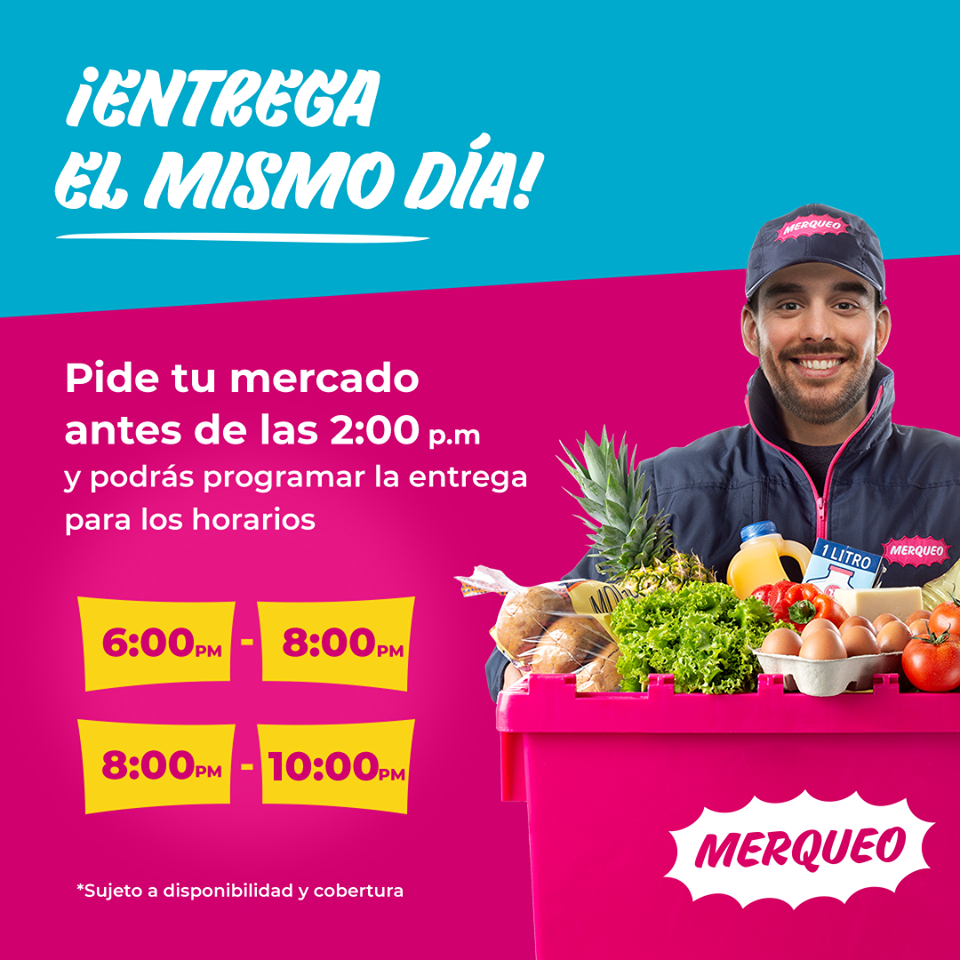 ¡ENTREGA
EL MISMO DÍA!
MERQUEO
Pide tu mercado
antes de las 2:00 p.m
y podrás programar la entrega
para los horarios
1 LITRO
MERQUEO
6:00PM - 8:00PM
8:00PM - 10:00PM
MERQUEO
*Sujeto a disponibilidad y cobertura